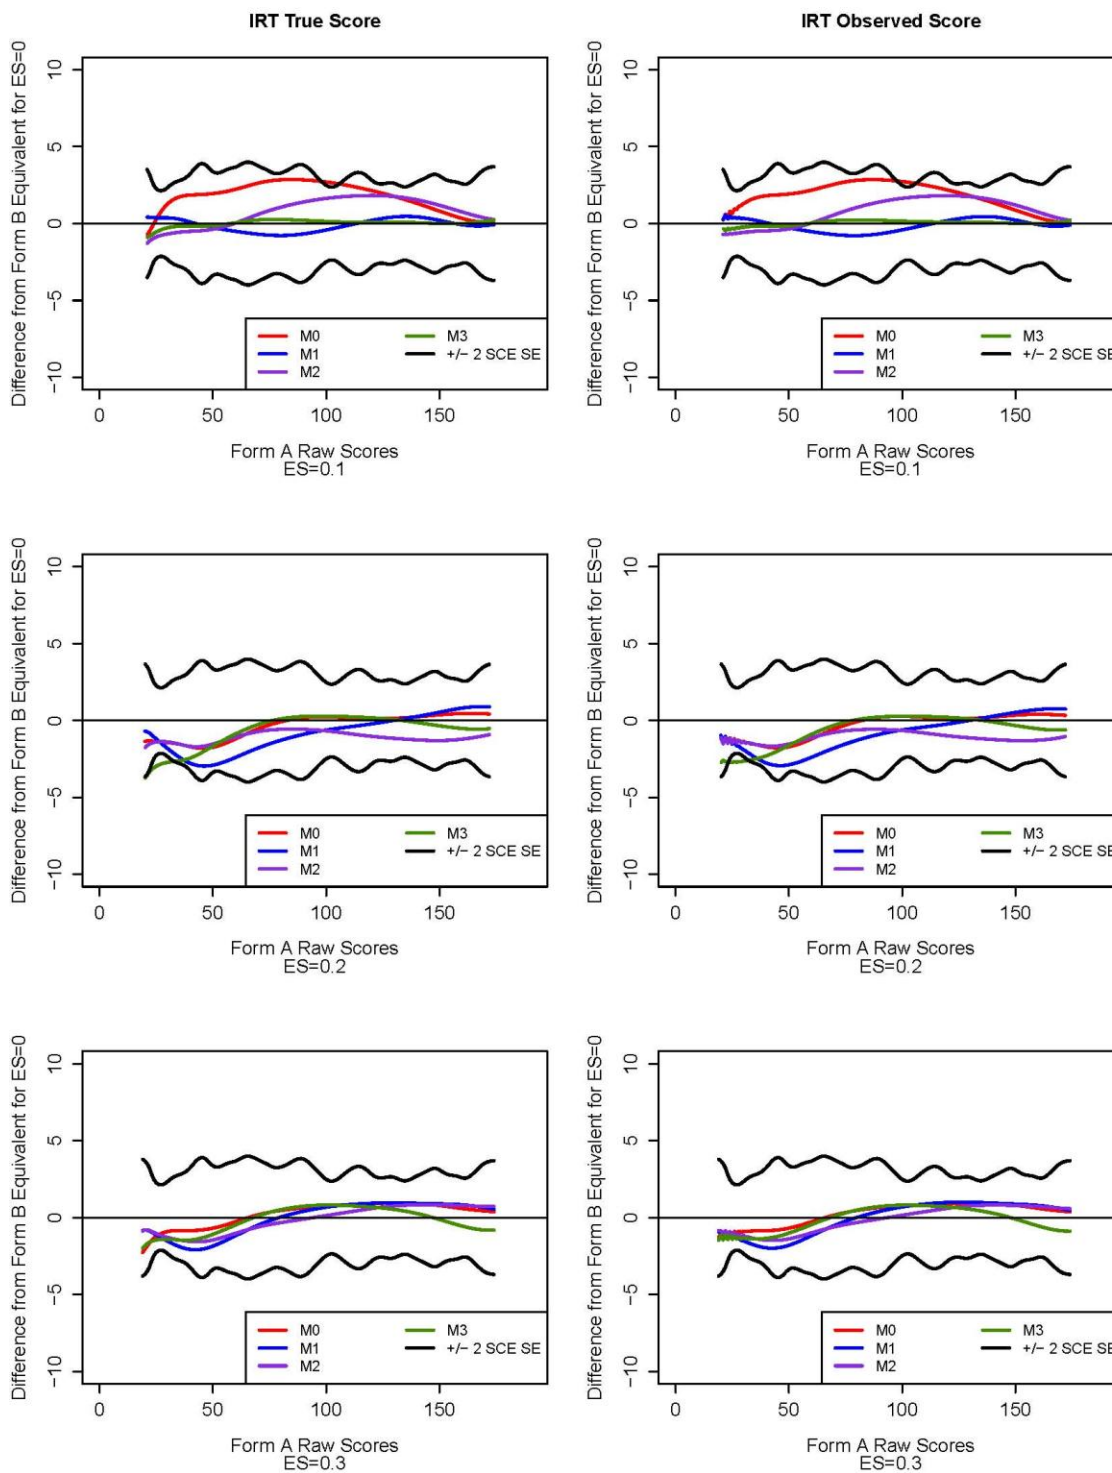 IRT True Score
Difference from Form B Equivalent for ES=0
10
5
0
−5
−10
M0
M1
M2
M3
+/− 2 SCE SE
0
50
100
150
Form A Raw Scores
ES=0.1
IRT Observed Score
Difference from Form B Equivalent for ES=0
10
5
0
−5
−10
M0
M1
M2
M3
+/− 2 SCE SE
0
50
100
150
Form A Raw Scores
ES=0.1
Difference from Form B Equivalent for ES=0
10
5
0
−5
−10
M0
M1
M2
M3
+/− 2 SCE SE
0
50
100
150
Form A Raw Scores
ES=0.2
Difference from Form B Equivalent for ES=0
10
5
0
−5
−10
M0
M1
M2
M3
+/− 2 SCE SE
0
50
100
150
Form A Raw Scores
ES=0.2
Difference from Form B Equivalent for ES=0
10
5
0
−5
−10
M0
M1
M2
M3
+/− 2 SCE SE
0
50
100
150
Form A Raw Scores
ES=0.3
Difference from Form B Equivalent for ES=0
10
5
0
−5
−10
M0
M1
M2
M3
+/− 2 SCE SE
0
50
100
150
Form A Raw Scores
ES=0.3